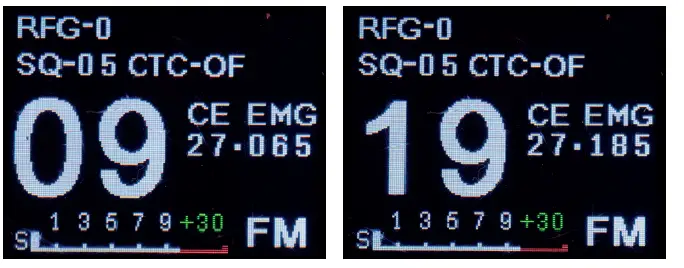 RFG-0
SQ-05 CTC-OF
09 CE EMG
27.065
1 3 5 7 9 +30
S FM
RFG-0
SQ-05 CTC-OF
19 CE EMG
27.185
1 3 5 7 9 +30
S FM